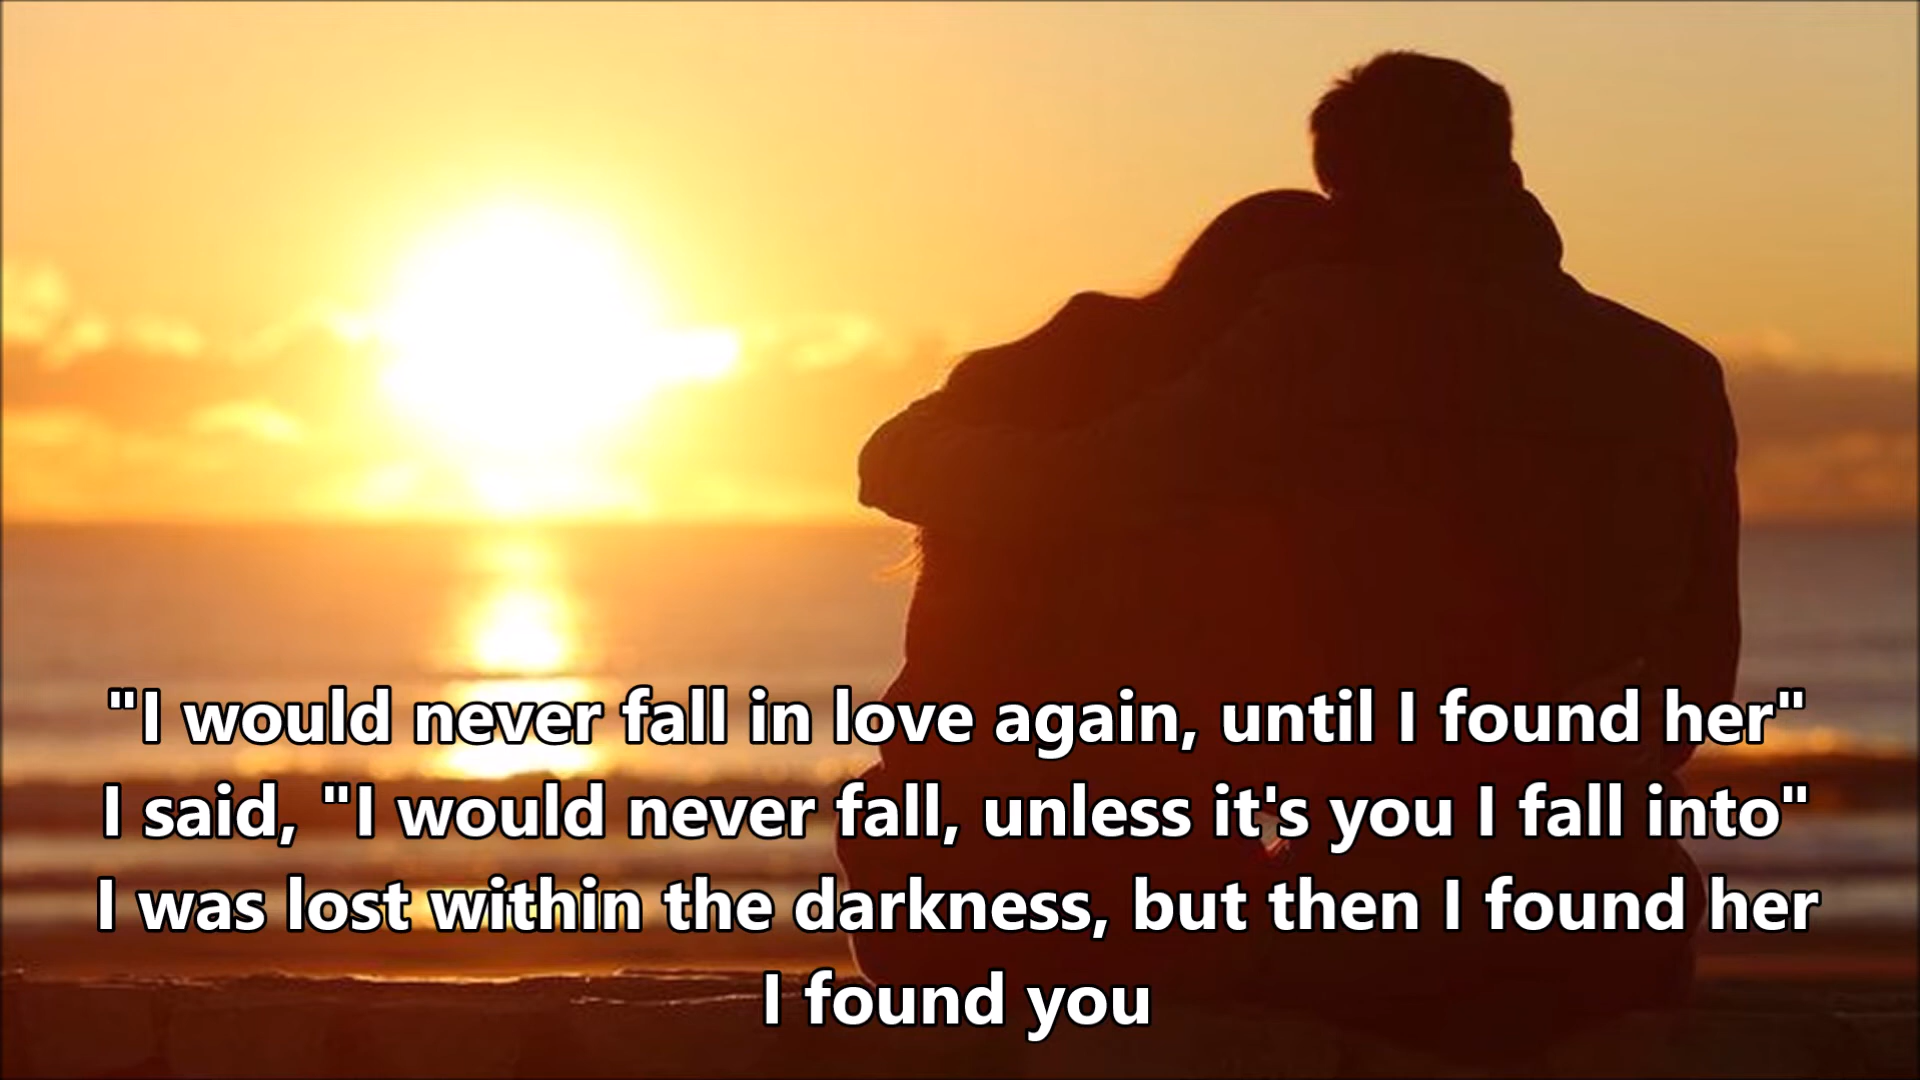 "I would never fall in love again, until I found her"
I said, "I would never fall, unless it's you I fall into"
I was lost within the darkness, but then I found her
I found you